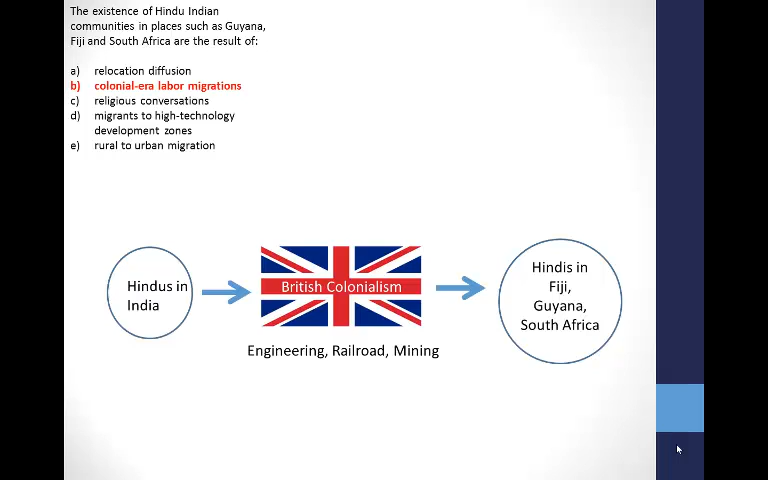 The existence of Hindu Indian
communities in places such as Guyana,
Fiji and South Africa are the result of:
a) relocation diffusion
b) colonial-era labor migrations
c) religious conversations
d) migrants to high-technology
development zones
e) rural to urban migration
Hindus in
India
British Colonialism
Engineering, Railroad, Mining
Hindis in
Fiji,
Guyana,
South Africa